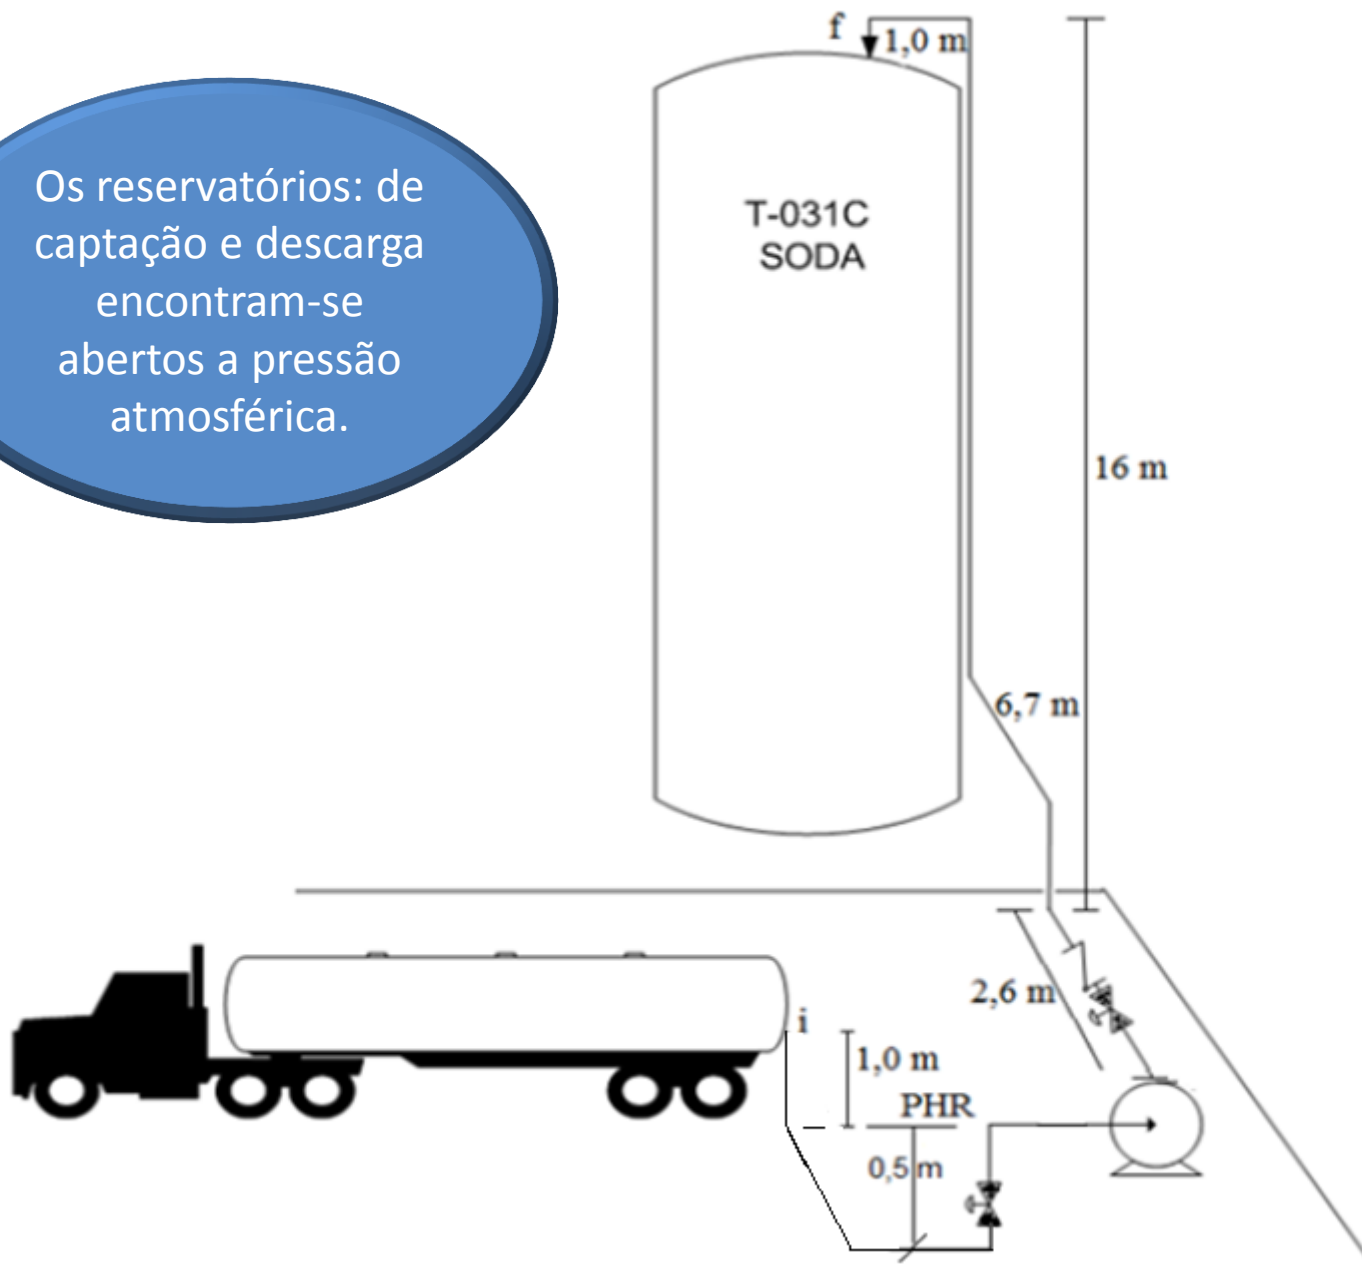 f
1,0 m
Os reservatórios: de
captação e descarga
encontram-se
abertos a pressão
atmosférica.
T-031C
SODA
16 m
6,7 m
2,6 m
i
1,0 m
PHR
0,5 m